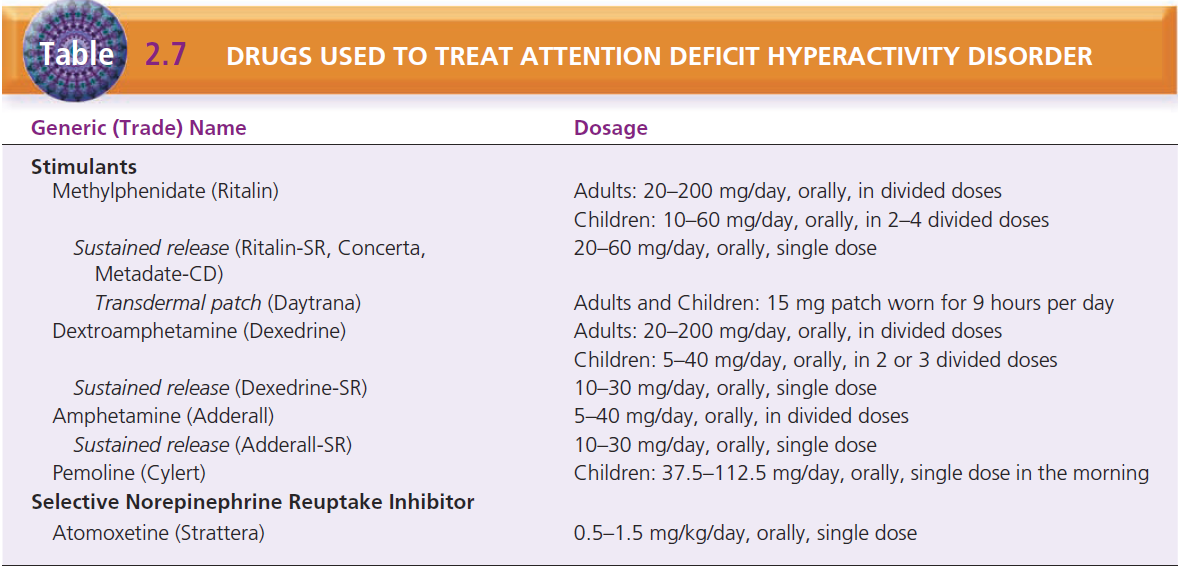 Table 2.7 DRUGS USED TO TREAT ATTENTION DEFICIT HYPERACTIVITY DISORDER
Generic (Trade) Name Dosage
Stimulants
Methylphenidate (Ritalin) Adults: 20–200 mg/day, orally, in divided doses
Children: 10–60 mg/day, orally, in 2–4 divided doses
Sustained release (Ritalin-SR, Concerta, 20–60 mg/day, orally, single dose
Metadate-CD)
Transdermal patch (Daytrana) Adults and Children: 15 mg patch worn for 9 hours per day
Dextroamphetamine (Dexedrine) Adults: 20–200 mg/day, orally, in divided doses
Children: 5–40 mg/day, orally, in 2 or 3 divided doses
Sustained release (Dexedrine-SR) 10–30 mg/day, orally, single dose
Amphetamine (Adderall) 5–40 mg/day, orally, in divided doses
Sustained release (Adderall-SR) 10–30 mg/day, orally, single dose
Pemoline (Cylert) Children: 37.5–112.5 mg/day, orally, single dose in the morning
Selective Norepinephrine Reuptake Inhibitor
Atomoxetine (Strattera) 0.5–1.5 mg/kg/day, orally, single dose